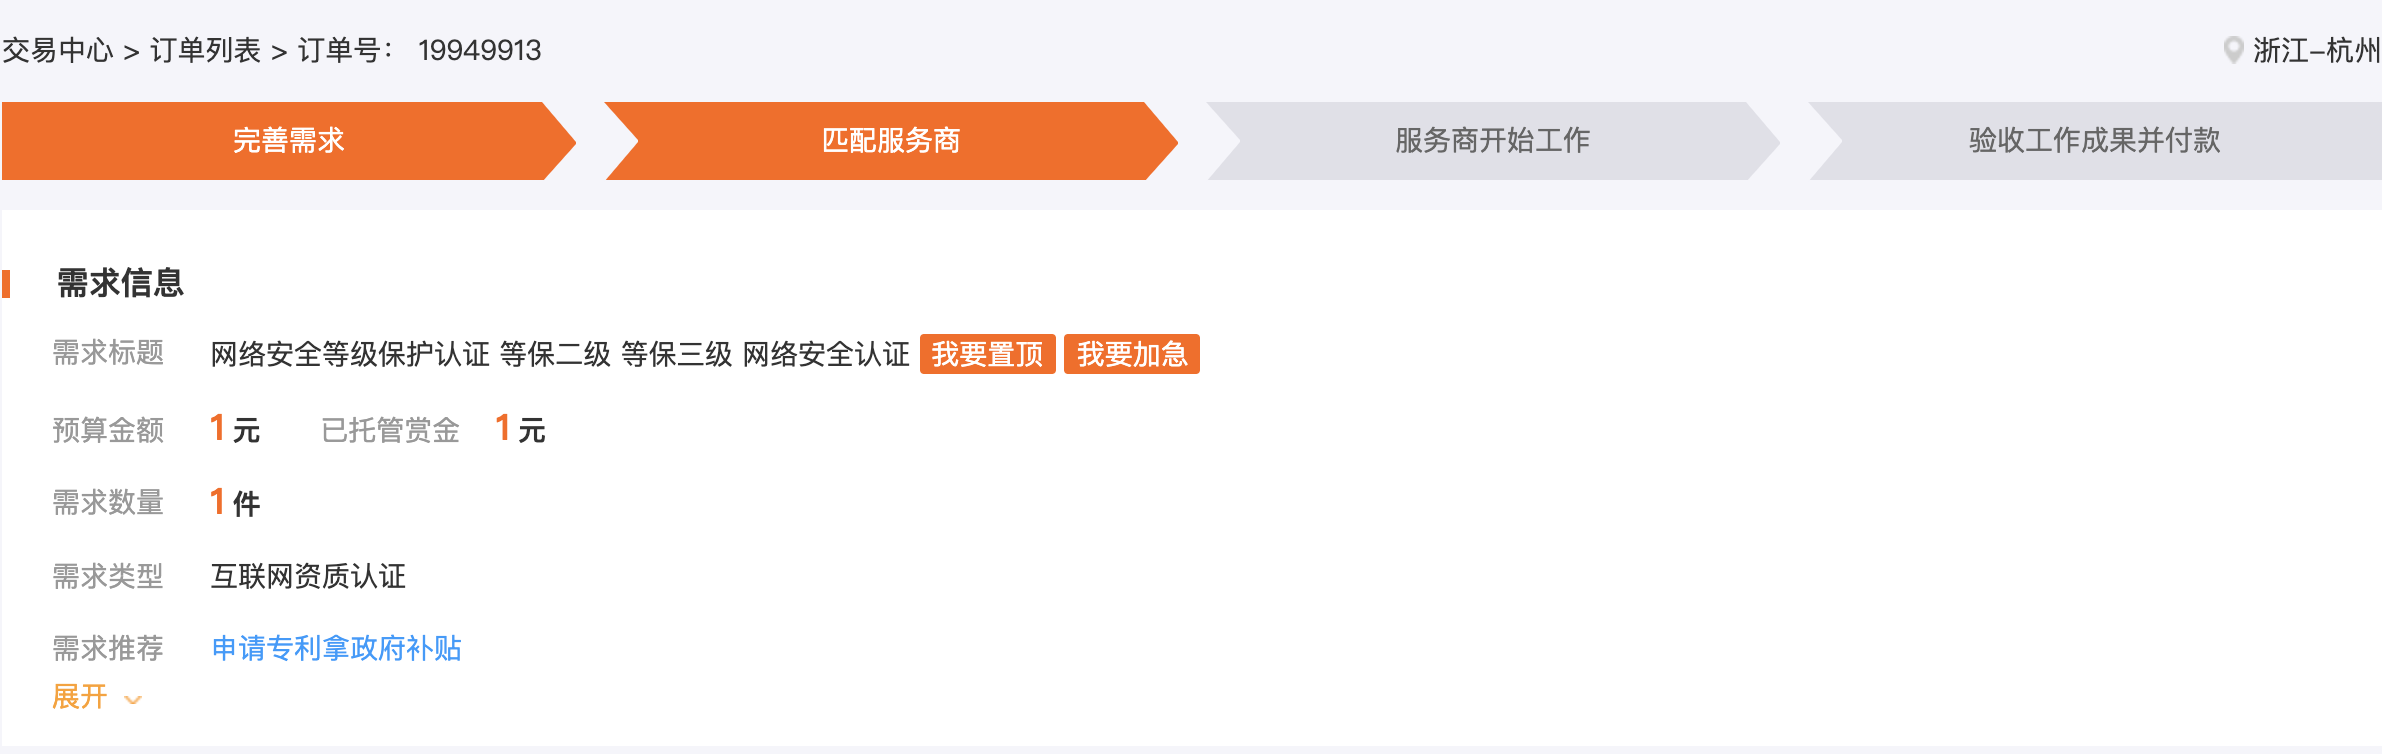 交易中心 > 订单列表 > 订单号： 19949913
浙江-杭州
完善需求
匹配服务商
服务商开始工作
验收工作成果并付款
需求信息
需求标题 网络安全等级保护认证 等保二级 等保三级 网络安全认证 我要置顶 我要加急
预算金额 1 元 已托管赏金 1 元
需求数量 1 件
需求类型 互联网资质认证
需求推荐 申请专利拿政府补贴
展开